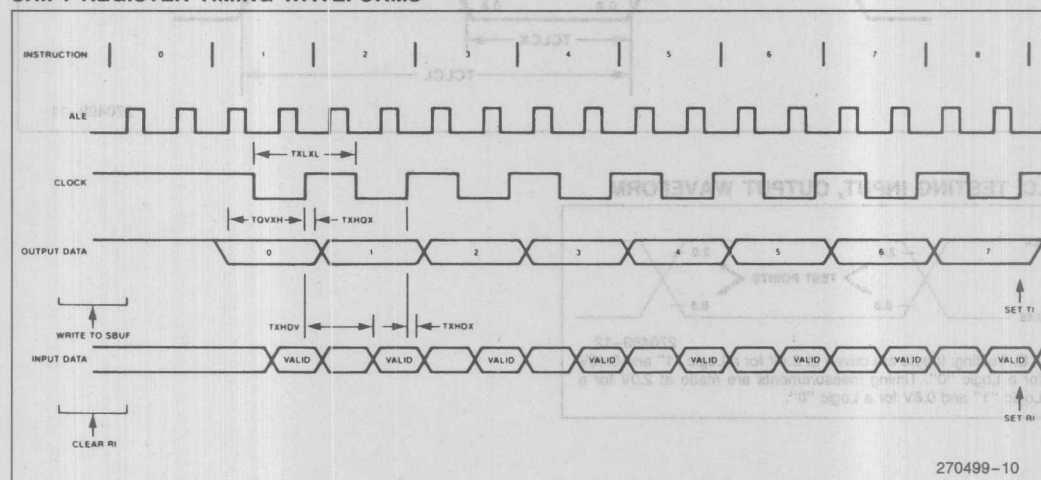 SHIFT REGISTER TIMING WAVEFORMS
INSTRUCTION 0 1 2 3 4 5 6 7 8
ALE
TXLXL
CLOCK
TQVXH TXHQX
OUTPUT DATA 0 1 2 3 4 5 6 7
SET TI
WRITE TO SBUF
TXHDV TXHDX
INPUT DATA VALID VALID VALID VALID VALID VALID VALID VALID
SET RI
CLEAR RI
270499-10
TCLCX
TCLCL
270499-11
TESTING INPUT, OUTPUT WAVEFORM
2.0
TEST POINTS
0.8
270499-12
Timing measurements are made at 2.0V for a
Logic "1" and 0.8V for a Logic "0".